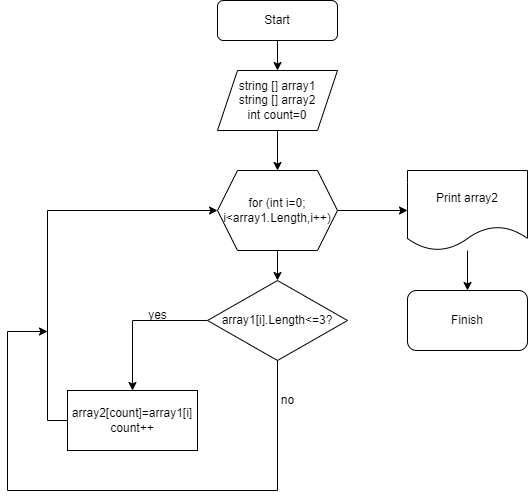 Start
string [] array1
string [] array2
int count=0
for (int i=0;
i<array1.Length,i++)
Print array2
array1[i].Length<=3?
yes
Finish
no
array2[count]=array1[i]
count++